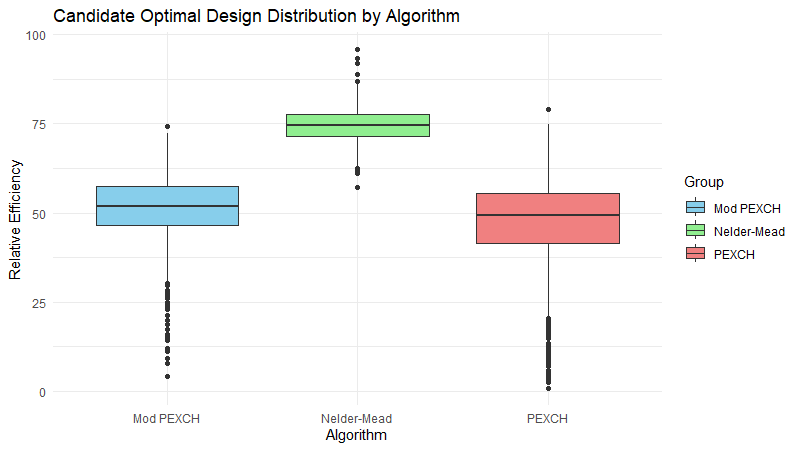 Candidate Optimal Design Distribution by Algorithm
Relative Efficiency
100
75
50
25
0
Mod PEXCH
Nelder-Mead
PEXCH
Algorithm
Group
Mod PEXCH
Nelder-Mead
PEXCH